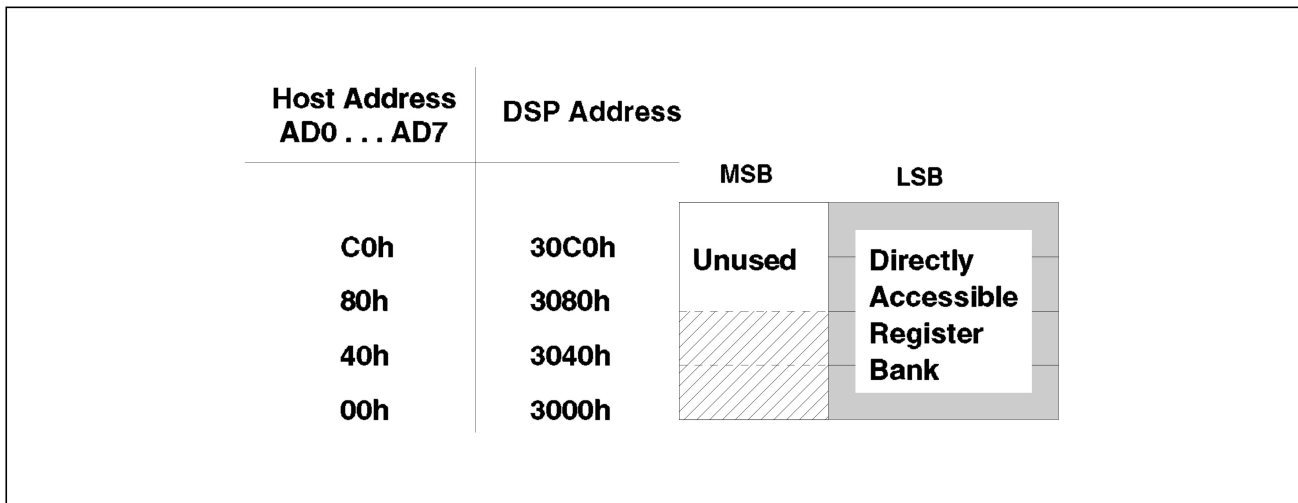 Host Address
AD0 . . . AD7
DSP Address
MSB
LSB
C0h
30C0h
80h
3080h
40h
3040h
00h
3000h
Unused
Directly
Accessible
Register
Bank